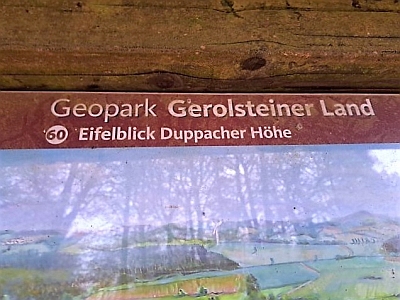 Geopark Gerolsteiner Land
60 Eifelblick Duppacher Höhe